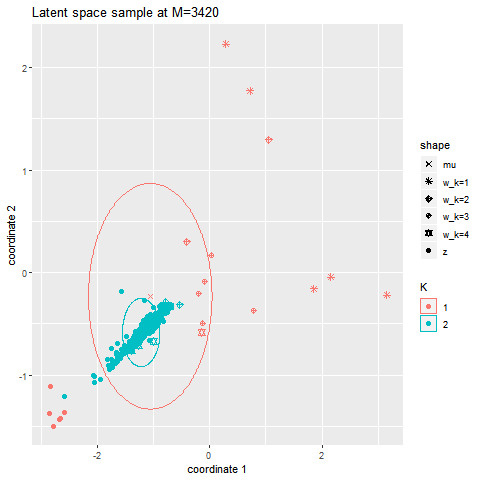 Latent space sample at M=3420
2
1
0
-1
coordinate 2
-2
0
2
coordinate 1
shape
mu
w_k=1
w_k=2
w_k=3
w_k=4
z
K
1
2